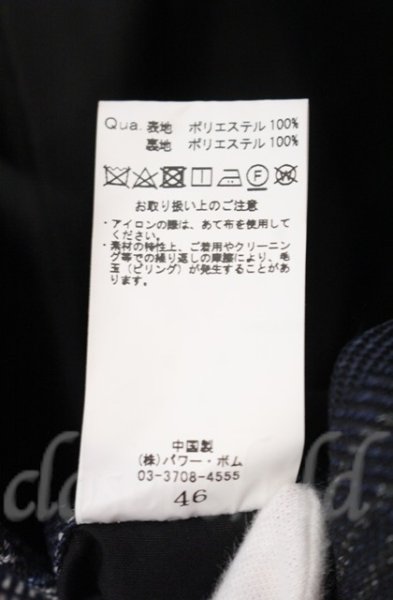 Qua. 表地 ポリエステル 100%
裏地 ポリエステル 100%
F W
お取り扱い上のご注意
・アイロンの際は、あて布を使用して
ください。
・素材の特性上、ご着用やクリーニン
グ等での繰り返しの摩擦により、毛
玉(ピリング)が発生することがあ
ります。
中国製
(株)パワー・ボム
03-3708-4555
46